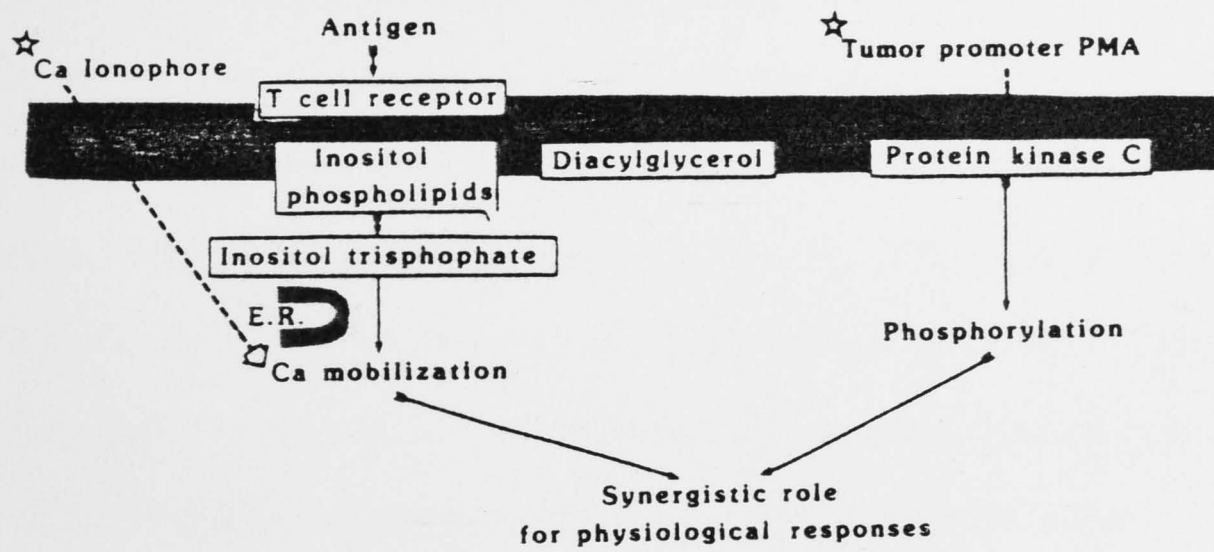 Antigen
Ca Ionophore
Tumor promoter PMA
T cell receptor
Inositol
phospholipids
Diacylglycerol
Protein kinase C
Inositol trisphophate
E.R.
Ca mobilization
Phosphorylation
Synergistic role
for physiological responses